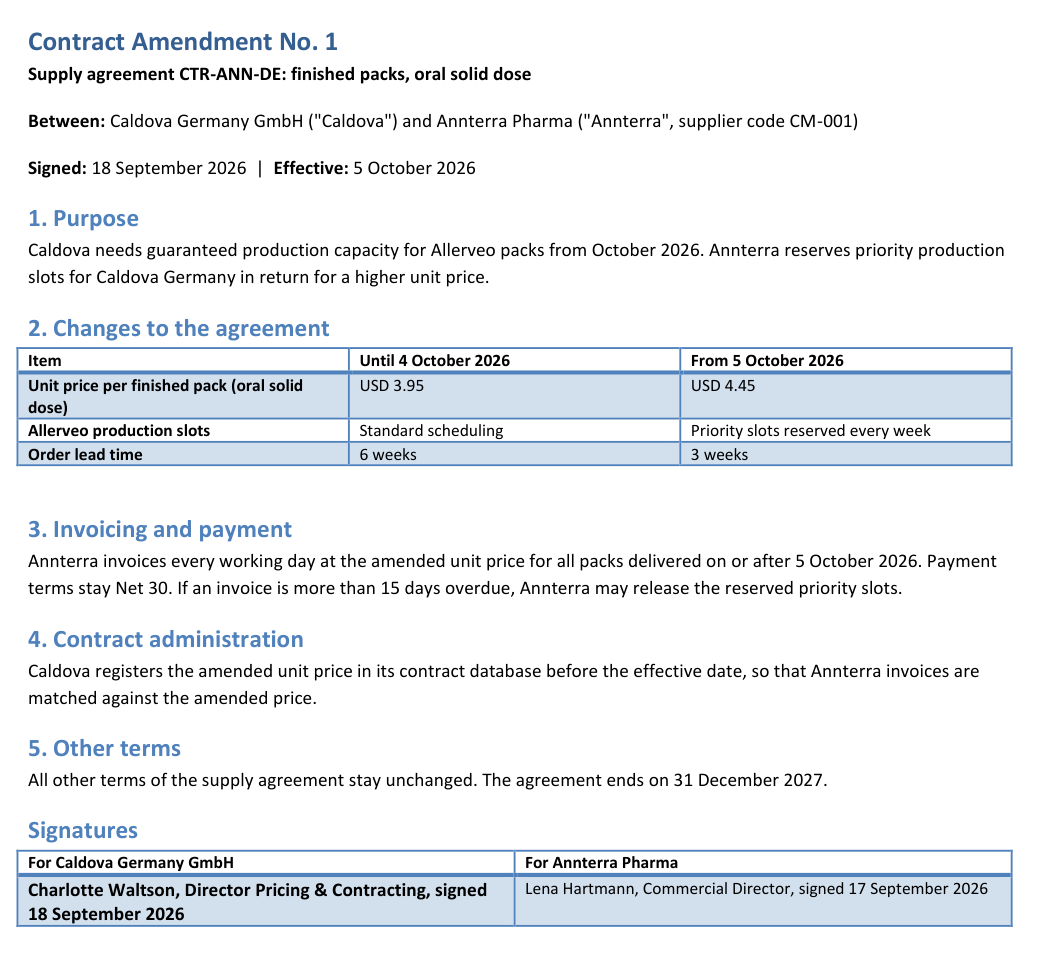 Contract Amendment No. 1
Supply agreement CTR-ANN-DE: finished packs, oral solid dose
Between: Caldova Germany GmbH ("Caldova") and Annterra Pharma ("Annterra", supplier code CM-001)
Signed: 18 September 2026 | Effective: 5 October 2026
1. Purpose
Caldova needs guaranteed production capacity for Allerveo packs from October 2026. Annterra reserves priority production
slots for Caldova Germany in return for a higher unit price.
2. Changes to the agreement
Item Until 4 October 2026 From 5 October 2026
Unit price per finished pack (oral solid USD 3.95 USD 4.45
dose)
Allerveo production slots Standard scheduling Priority slots reserved every week
Order lead time 6 weeks 3 weeks
3. Invoicing and payment
Annterra invoices every working day at the amended unit price for all packs delivered on or after 5 October 2026. Payment
terms stay Net 30. If an invoice is more than 15 days overdue, Annterra may release the reserved priority slots.
4. Contract administration
Caldova registers the amended unit price in its contract database before the effective date, so that Annterra invoices are
matched against the amended price.
5. Other terms
All other terms of the supply agreement stay unchanged. The agreement ends on 31 December 2027.
Signatures
For Caldova Germany GmbH For Annterra Pharma
Charlotte Waltson, Director Pricing & Contracting, signed Lena Hartmann, Commercial Director, signed 17 September 2026
18 September 2026